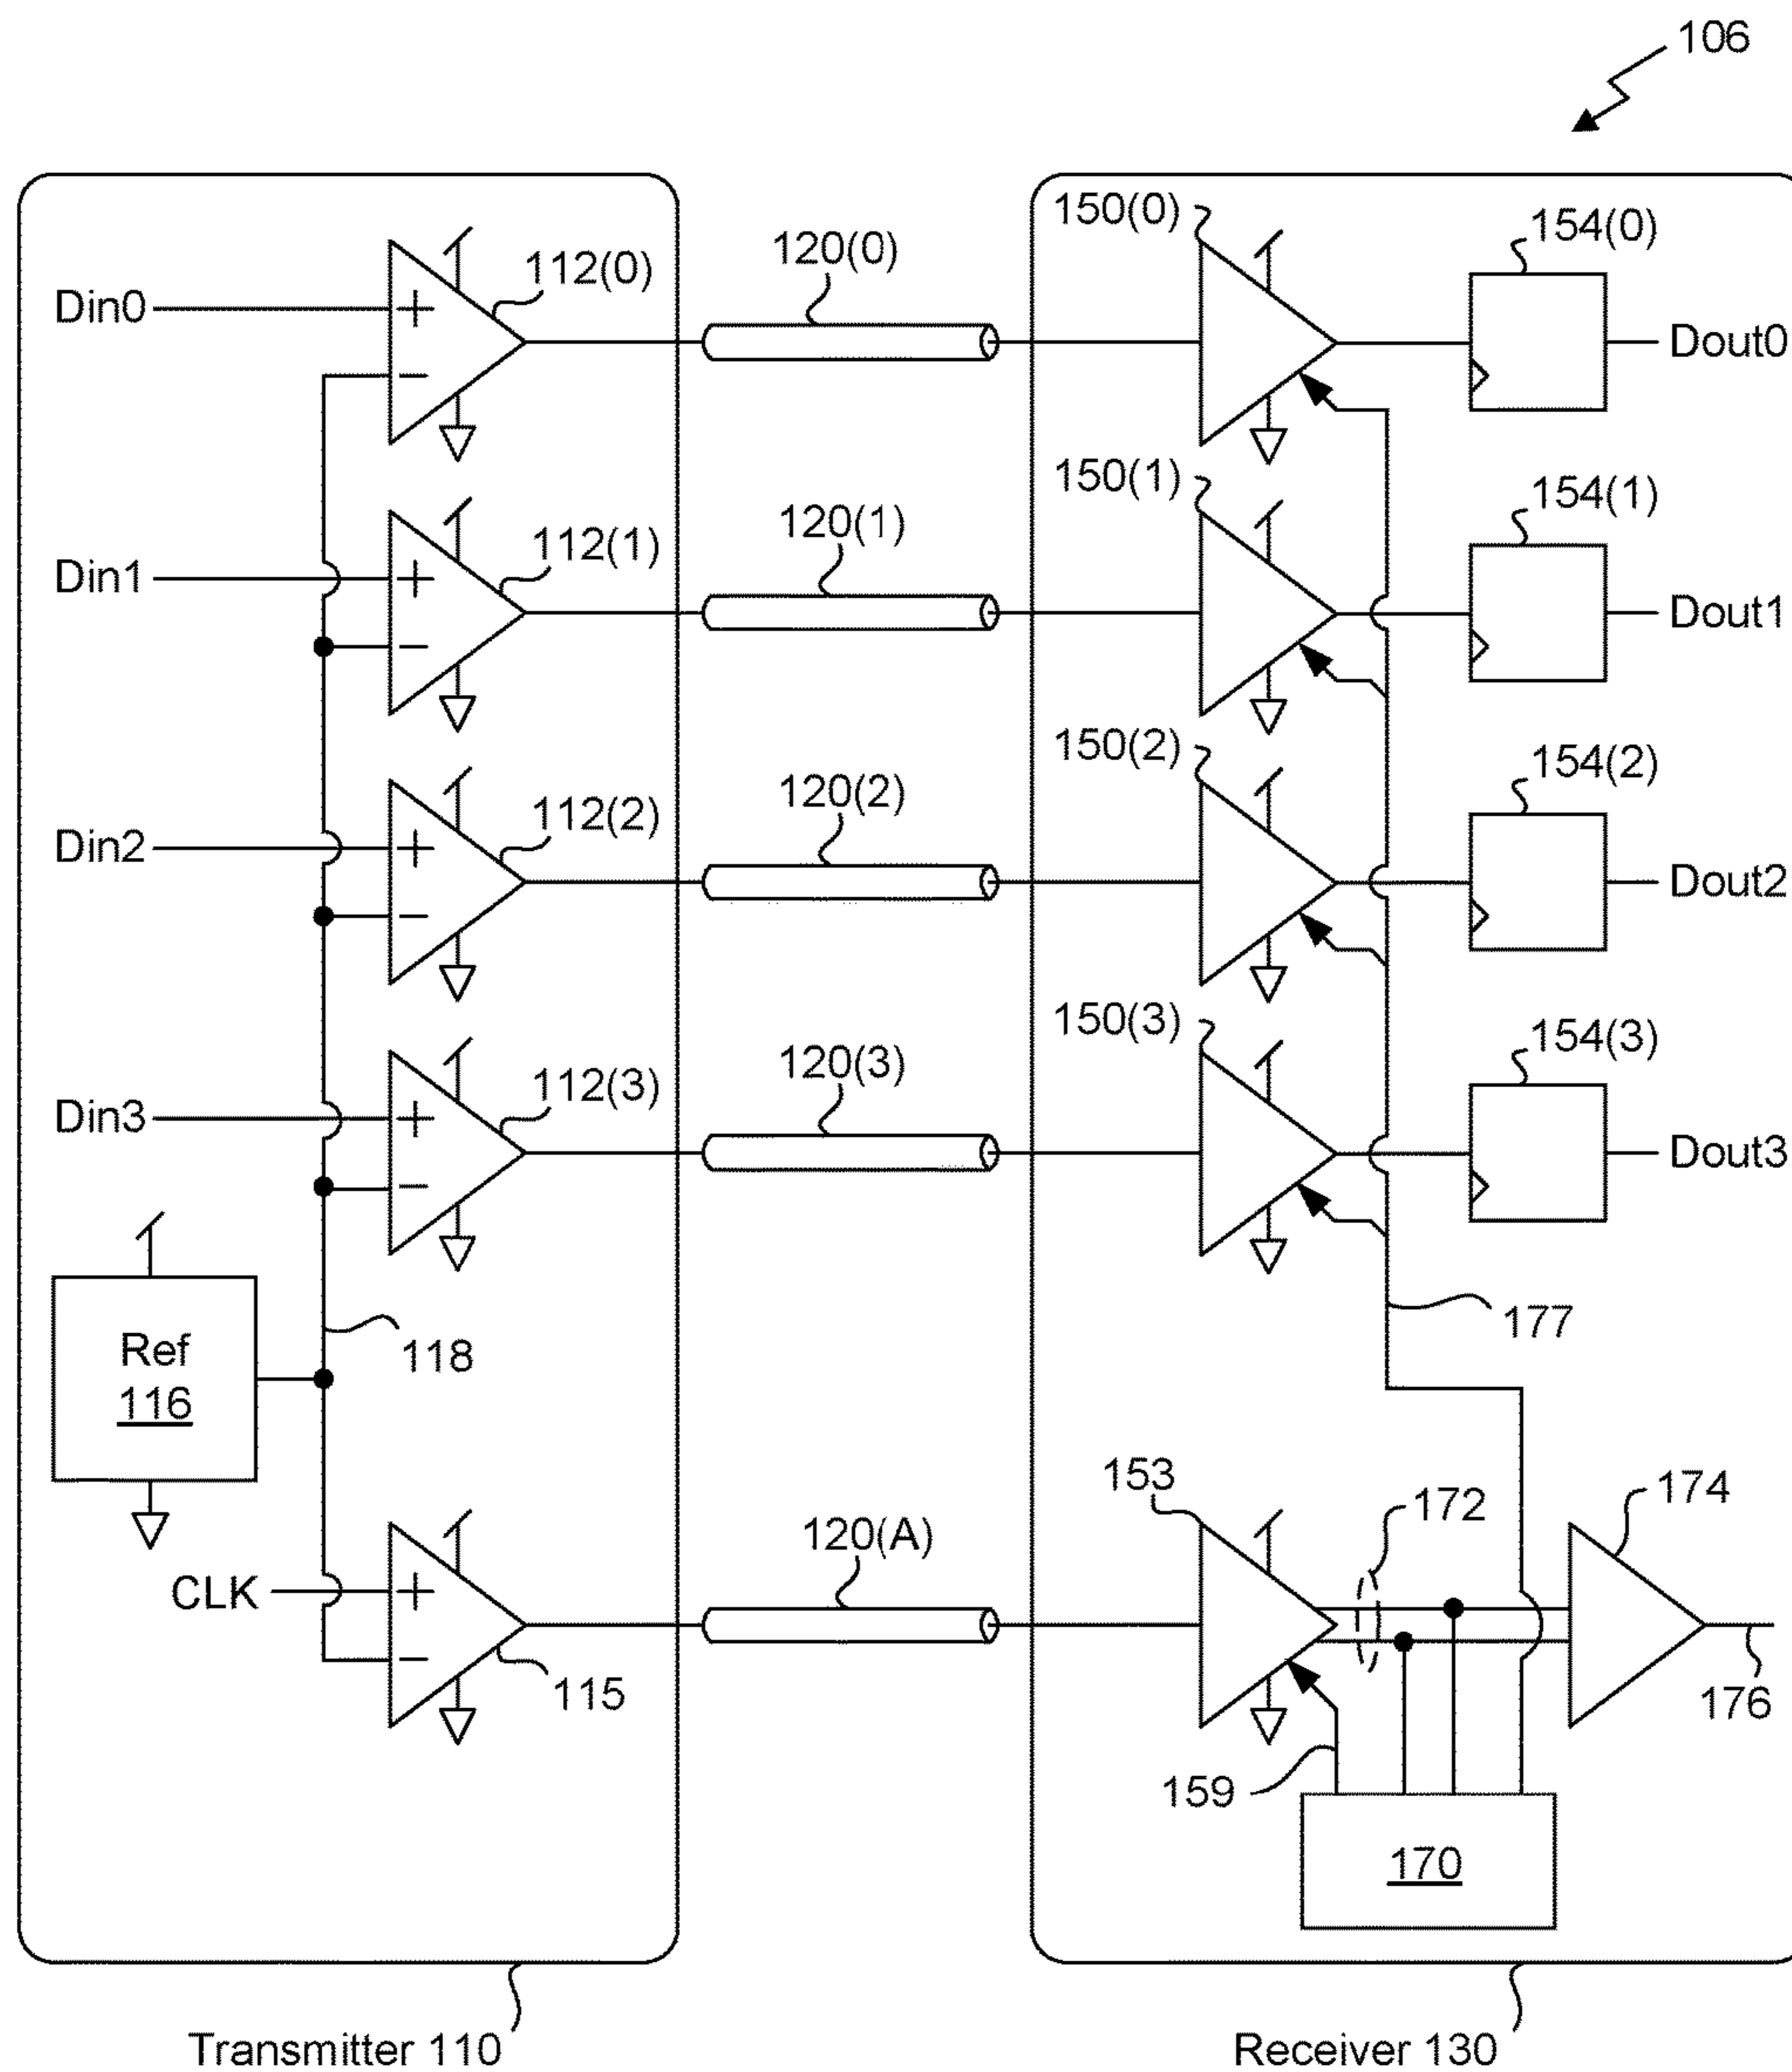 106
150(0)
154(0)
120(0)
112(0)
Din0
+
−
Dout0
150(1)
154(1)
120(1)
112(1)
Din1
+
−
Dout1
150(2)
154(2)
120(2)
112(2)
Din2
+
−
Dout2
150(3)
154(3)
120(3)
112(3)
Din3
+
−
Dout3
177
118
Ref
116
153
172
174
120(A)
CLK
+
−
115
176
159
170
Transmitter 110
Receiver 130